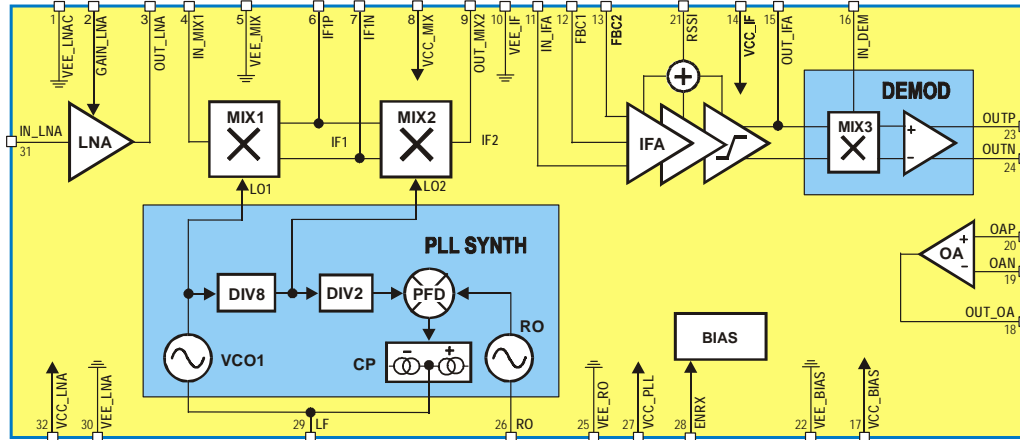 1 VEE_LNAC
2 GAIN_LNA
3 OUT_LNA
4 IN_MIX1
5 VEE_MIX
6 IF1P
7 IF1N
8 VCC_MIX
9 OUT_MIX2
10 VEE_IF
11 IN_IFA
12 FBC1
13 FBC2
21 RSSI
14 VCC_IF
15 OUT_IFA
16 IN_DEM
DEMOD
MIX1
MIX2
IN_LNA
31
LNA
IF1
IF2
IFA
MIX3
+
−
OUTP
23
OUTN
24
LO1
LO2
PLL SYNTH
DIV8
DIV2
PFD
RO
VCO1
CP
−
+
BIAS
OA
+
−
OAP
20
OAN
19
OUT_OA
18
32 VCC_LNA
30 VEE_LNA
29 LF
26 RO
25 VEE_RO
27 VCC_PLL
28 ENRX
22 VEE_BIAS
17 VCC_BIAS